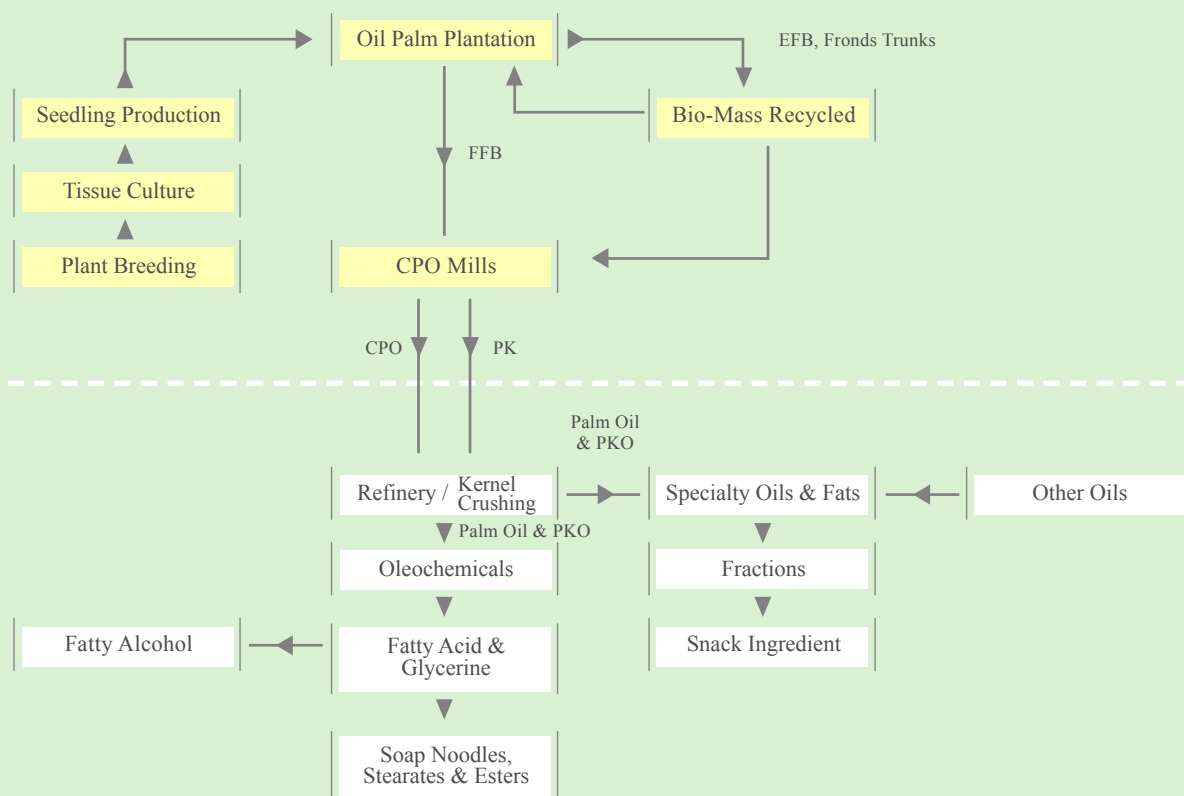 Oil Palm Plantation
EFB, Fronds Trunks
Seedling Production
Bio-Mass Recycled
FFB
Tissue Culture
Plant Breeding
CPO Mills
CPO
PK
Palm Oil
& PKO
Refinery /
Kernel
Crushing
Specialty Oils & Fats
Other Oils
Palm Oil & PKO
Oleochemicals
Fractions
Fatty Alcohol
Fatty Acid &
Glycerine
Snack Ingredient
Soap Noodles,
Stearates & Esters